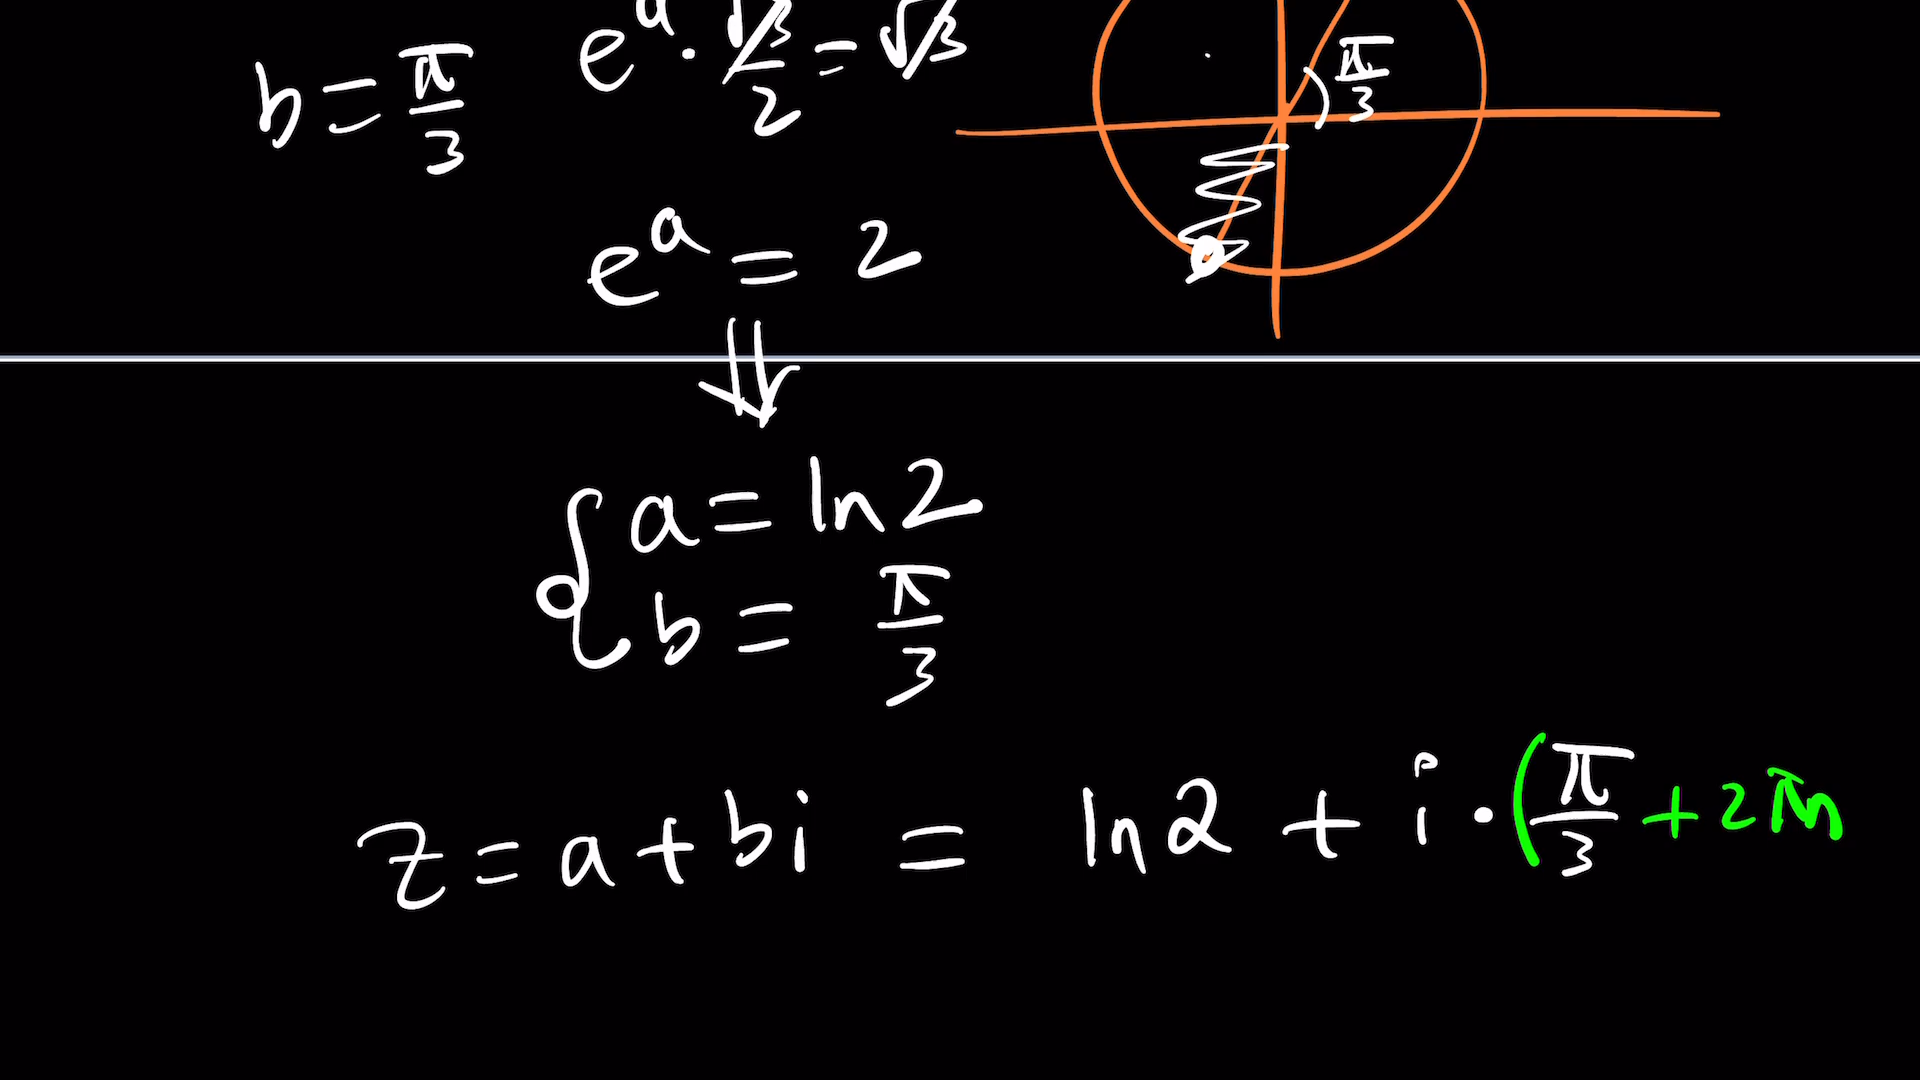 b = π/3
e^a · √3/2 = √3
π/3
e^a = 2
⇓
{ a = ln2
b = π/3
z = a + bi = ln2 + i · (π/3 + 2πn